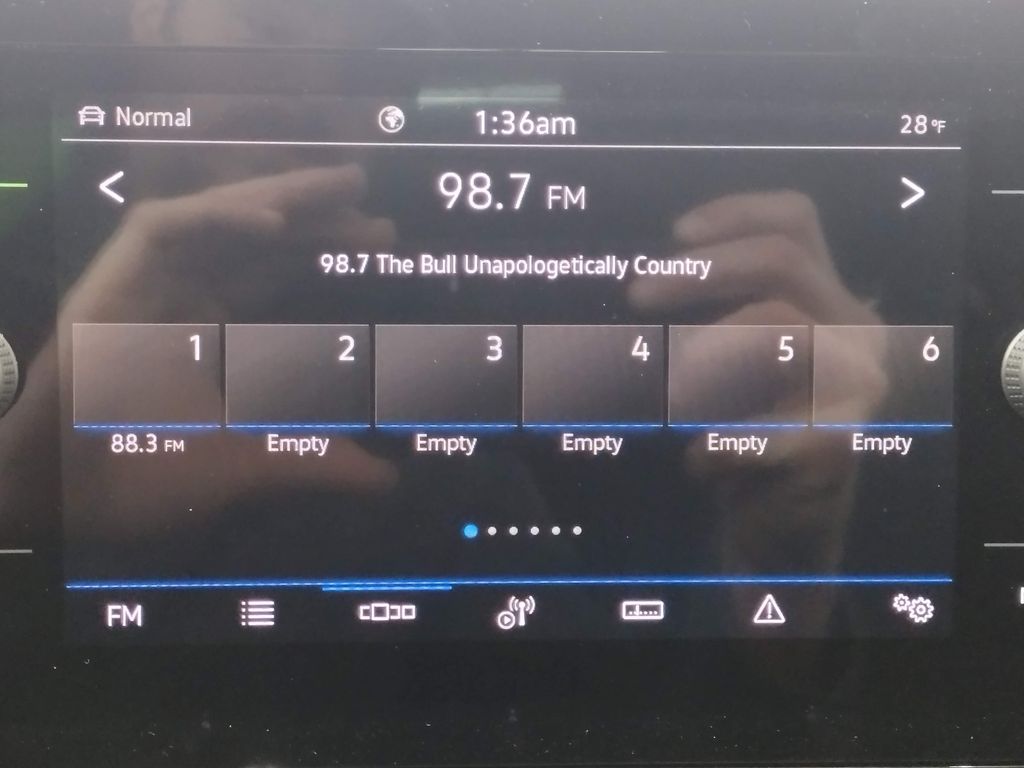 Normal 1:36am 28°F
98.7 FM
98.7 The Bull Unapologetically Country
1 2 3 4 5 6
88.3 FM Empty Empty Empty Empty Empty
FM